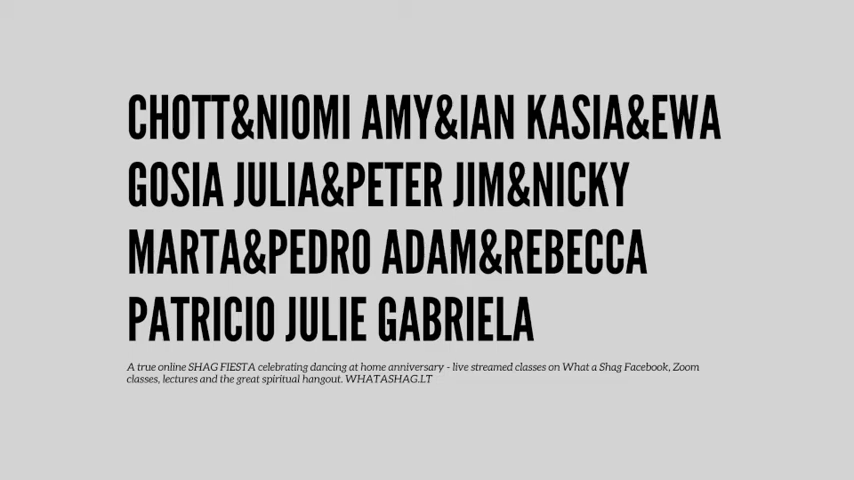 CHOTT&NIOMI AMY&IAN KASIA&EWA
GOSIA JULIA&PETER JIM&NICKY
MARTA&PEDRO ADAM&REBECCA
PATRICIO JULIE GABRIELA
A true online SHAG FIESTA celebrating dancing at home anniversary - live streamed classes on What a Shag Facebook, Zoom
classes, lectures and the great spiritual hangout. WHATASHAG.LT